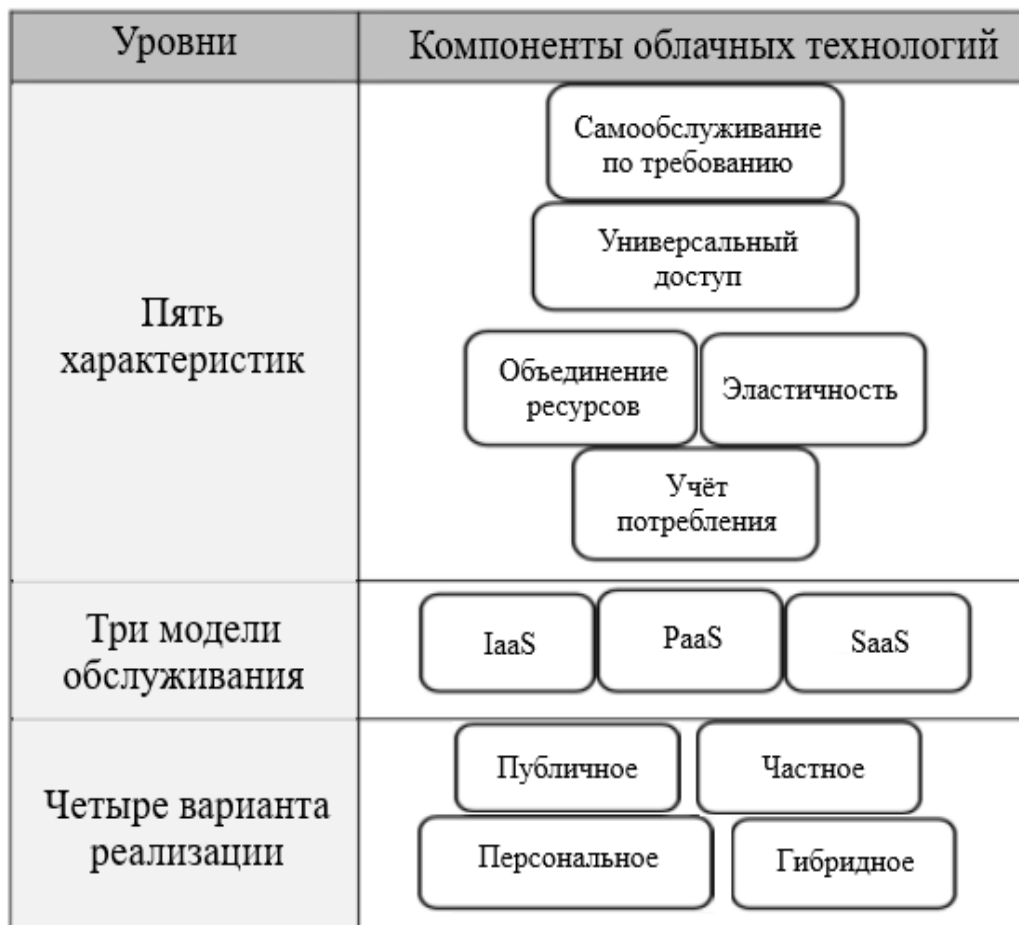 Уровни
Компоненты облачных технологий
Пять
характеристик
Самообслуживание
по требованию
Универсальный
доступ
Объединение
ресурсов
Эластичность
Учёт
потребления
Три модели
обслуживания
IaaS
PaaS
SaaS
Четыре варианта
реализации
Публичное
Частное
Персональное
Гибридное